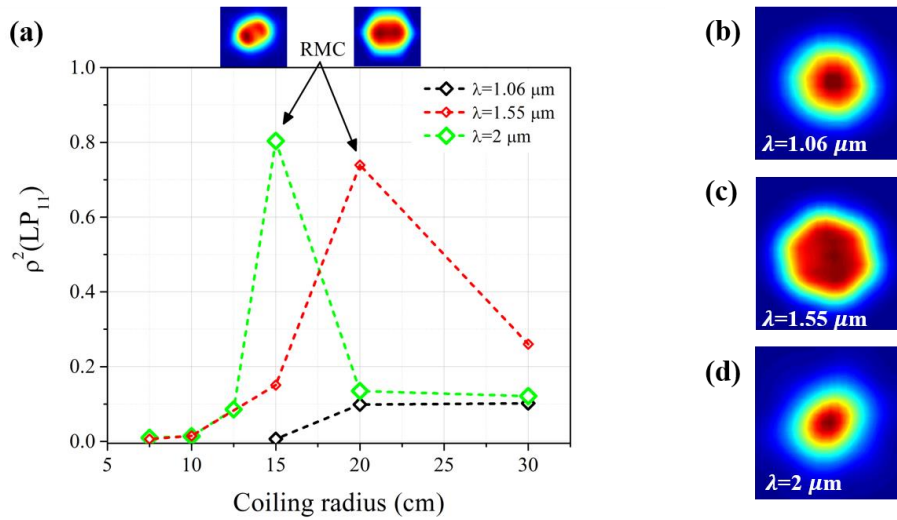 (a)
RMC
λ=1.06 μm
λ=1.55 μm
λ=2 μm
1.0
0.8
0.6
0.4
0.2
0.0
ρ²(LP₁₁)
5 10 15 20 25 30
Coiling radius (cm)
(b)
λ=1.06 μm
(c)
λ=1.55 μm
(d)
λ=2 μm